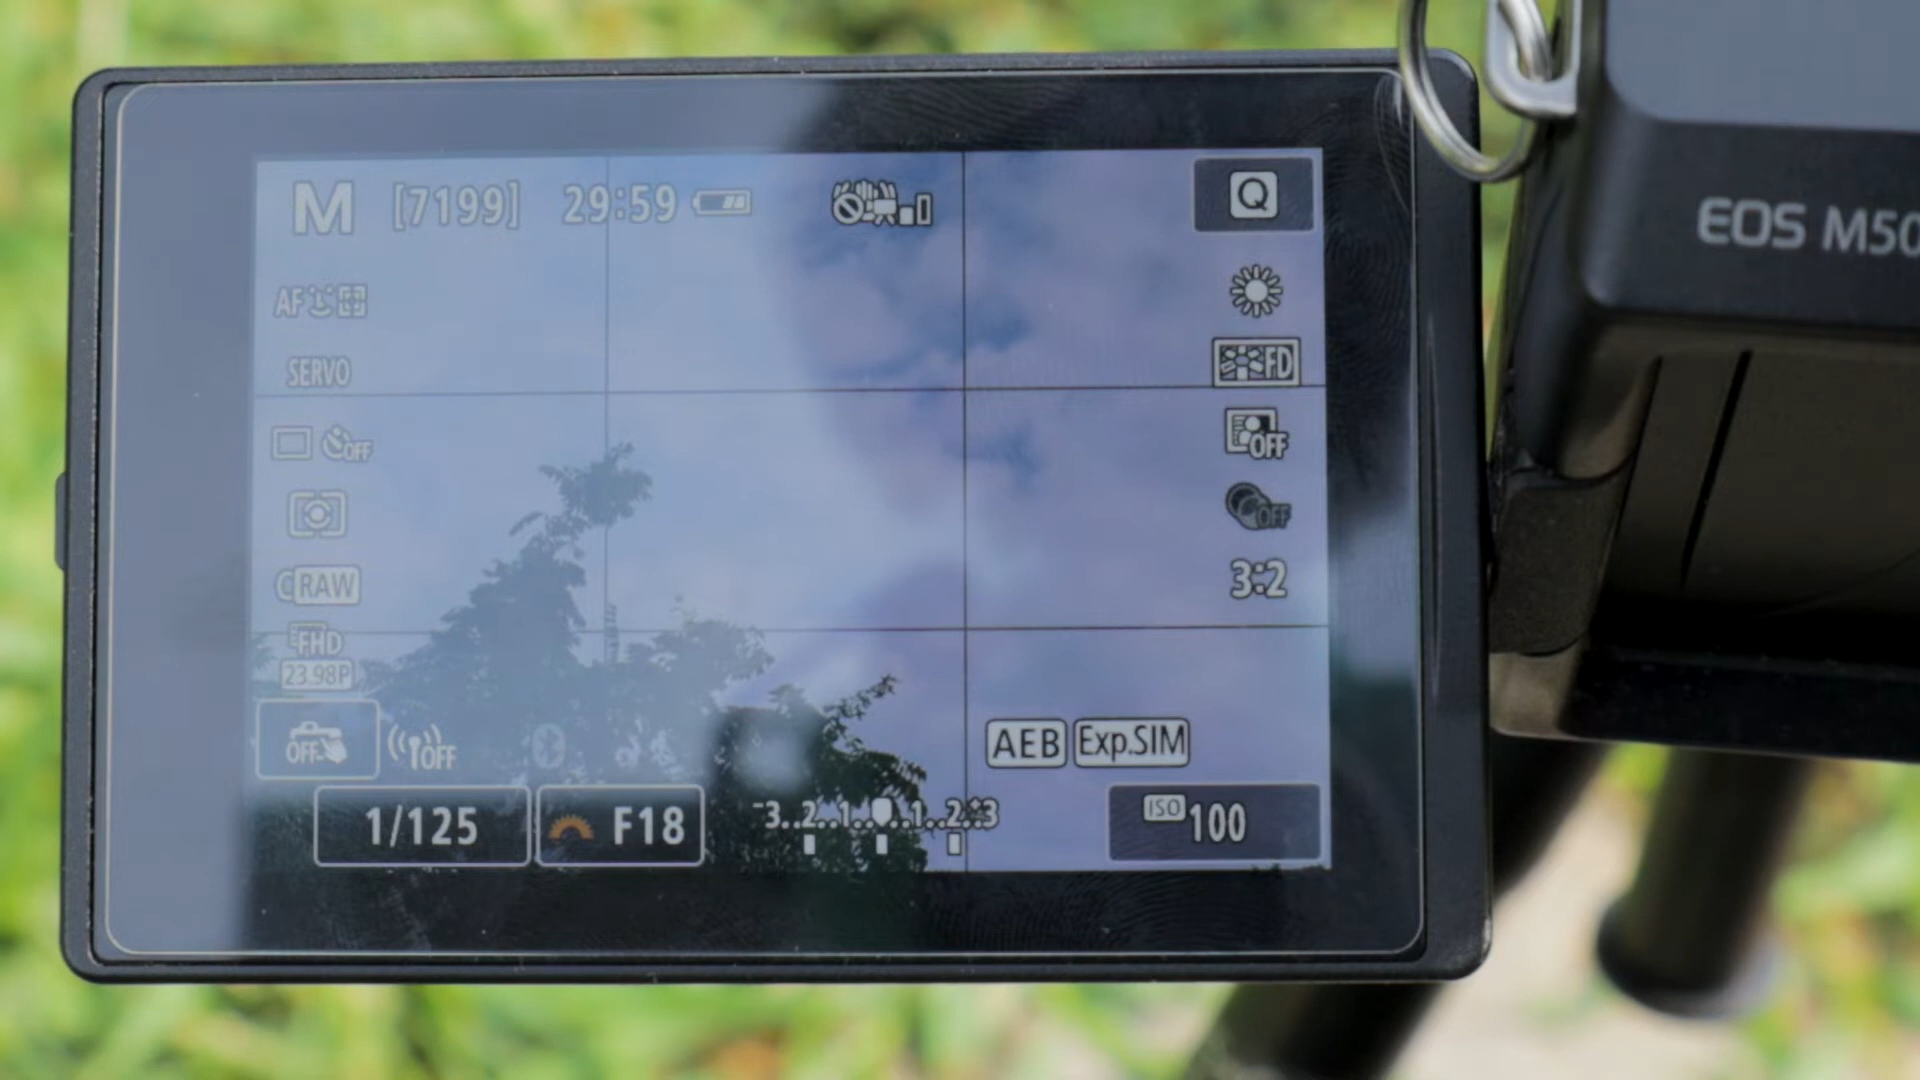 M [7199] 29:59 Q
EOS M50
AF
SERVO
FD
OFF
OFF
OFF
CRAW
3:2
FHD
23.98P
OFF OFF AEB Exp.SIM
1/125 F18 -3..2..1..0..1..2..+3 ISO 100